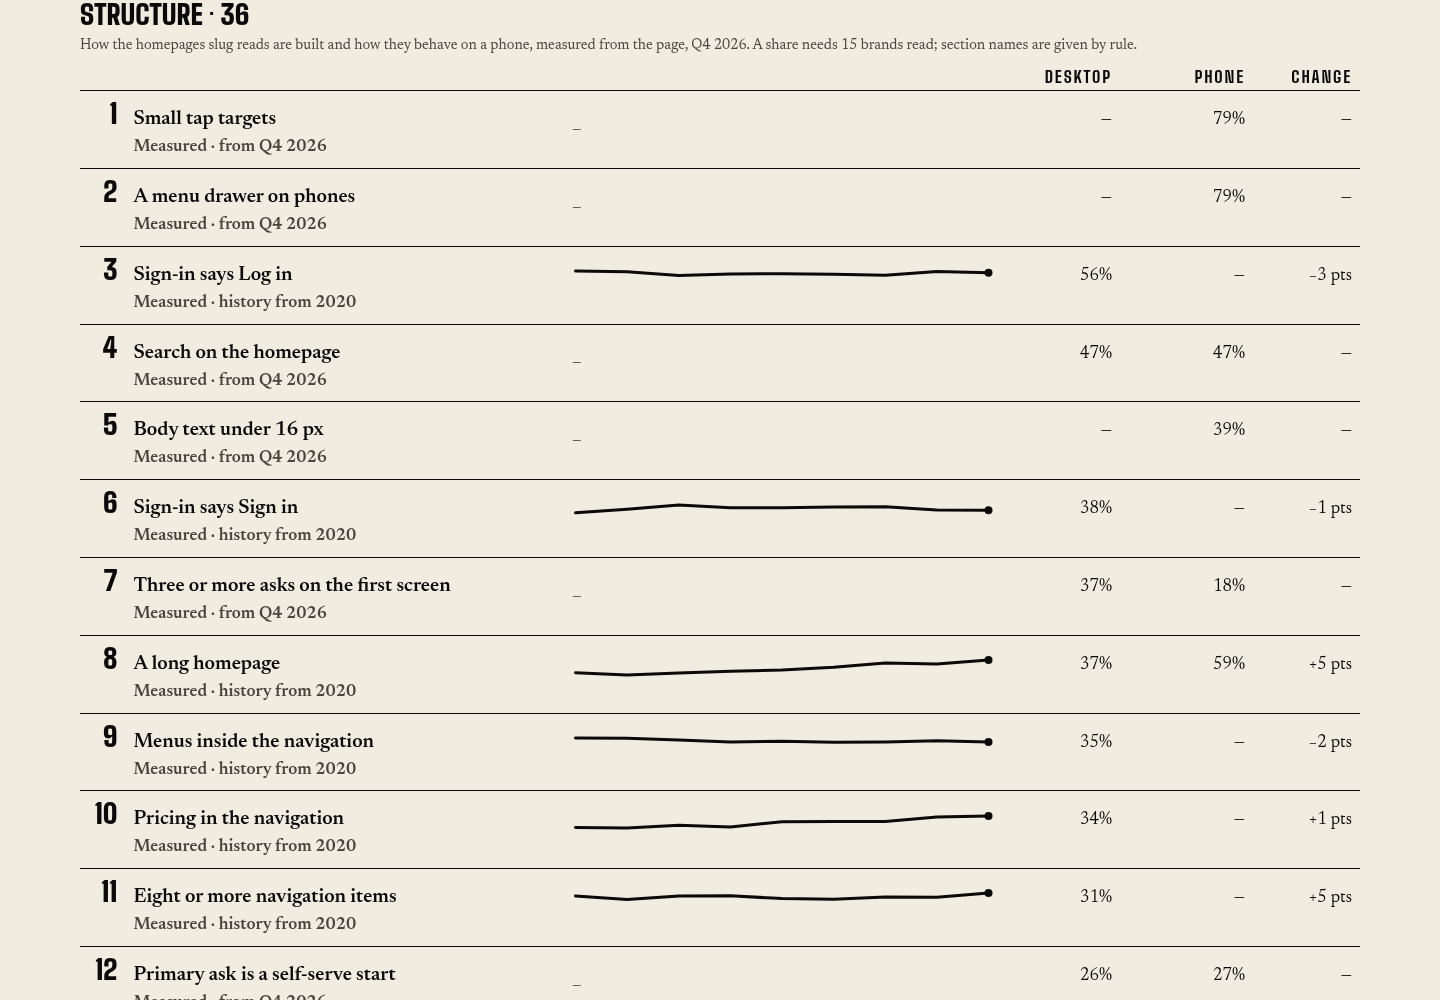 STRUCTURE · 36
How the homepages slug reads are built and how they behave on a phone, measured from the page, Q4 2026. A share needs 15 brands read; section names are given by rule.
DESKTOP PHONE CHANGE
1 Small tap targets – – 79% –
Measured · from Q4 2026
2 A menu drawer on phones – – 79% –
Measured · from Q4 2026
3 Sign-in says Log in 56% – −3 pts
Measured · history from 2020
4 Search on the homepage – 47% 47% –
Measured · from Q4 2026
5 Body text under 16 px – – 39% –
Measured · from Q4 2026
6 Sign-in says Sign in 38% – −1 pts
Measured · history from 2020
7 Three or more asks on the first screen – 37% 18% –
Measured · from Q4 2026
8 A long homepage 37% 59% +5 pts
Measured · history from 2020
9 Menus inside the navigation 35% – −2 pts
Measured · history from 2020
10 Pricing in the navigation 34% – +1 pts
Measured · history from 2020
11 Eight or more navigation items 31% – +5 pts
Measured · history from 2020
12 Primary ask is a self-serve start – 26% 27% –
Measured · from Q4 2026